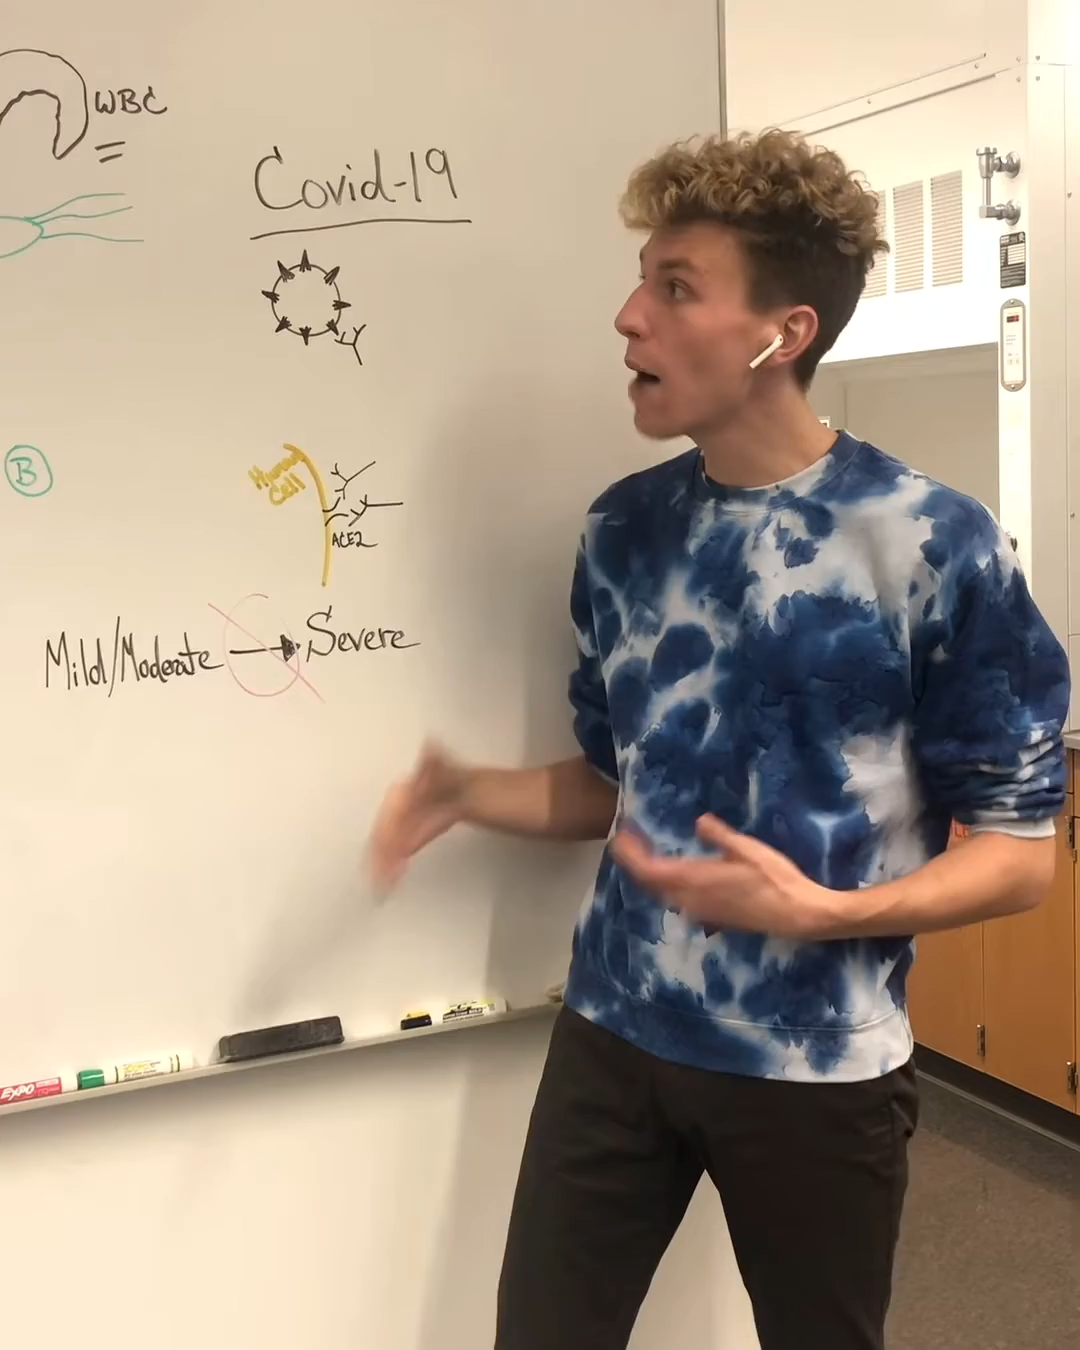 WBC
Covid-19
B
Human
Cell
ACE2
Mild/Moderate → Severe
EXPO